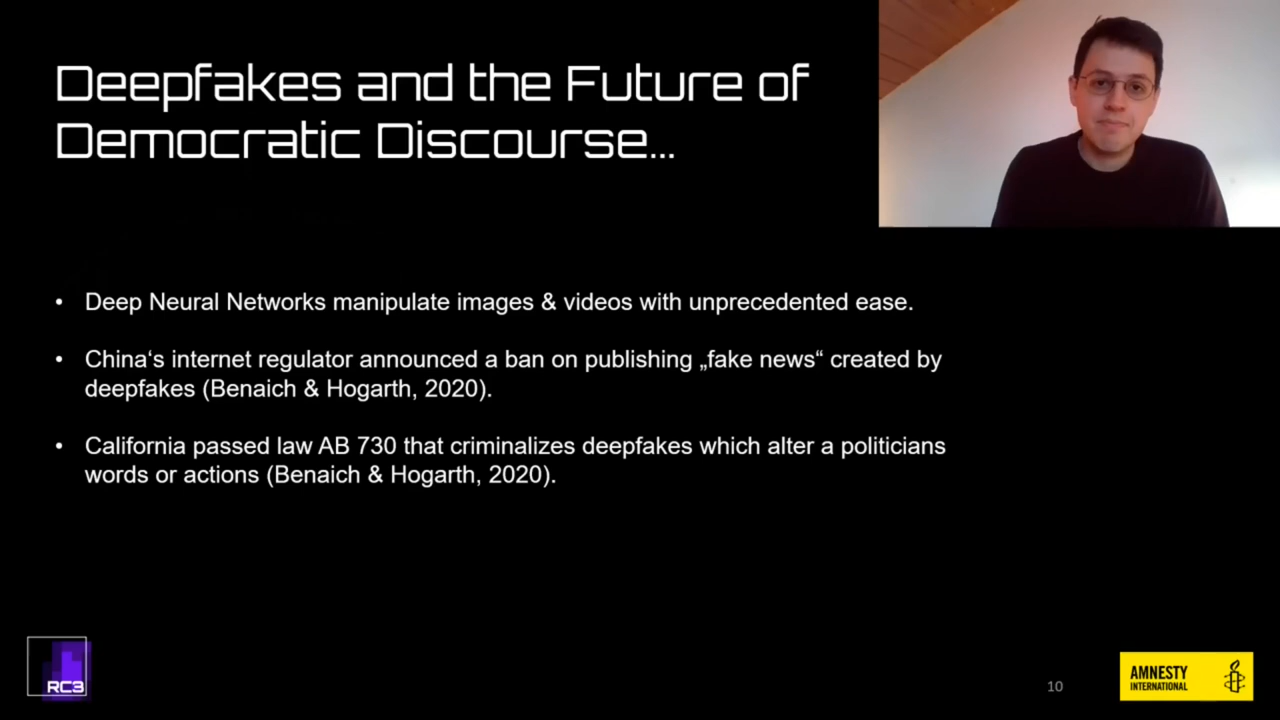 Deepfakes and the Future of
Democratic Discourse...
• Deep Neural Networks manipulate images & videos with unprecedented ease.
• China‘s internet regulator announced a ban on publishing „fake news“ created by
deepfakes (Benaich & Hogarth, 2020).
• California passed law AB 730 that criminalizes deepfakes which alter a politicians
words or actions (Benaich & Hogarth, 2020).
RC3
10
AMNESTY
INTERNATIONAL